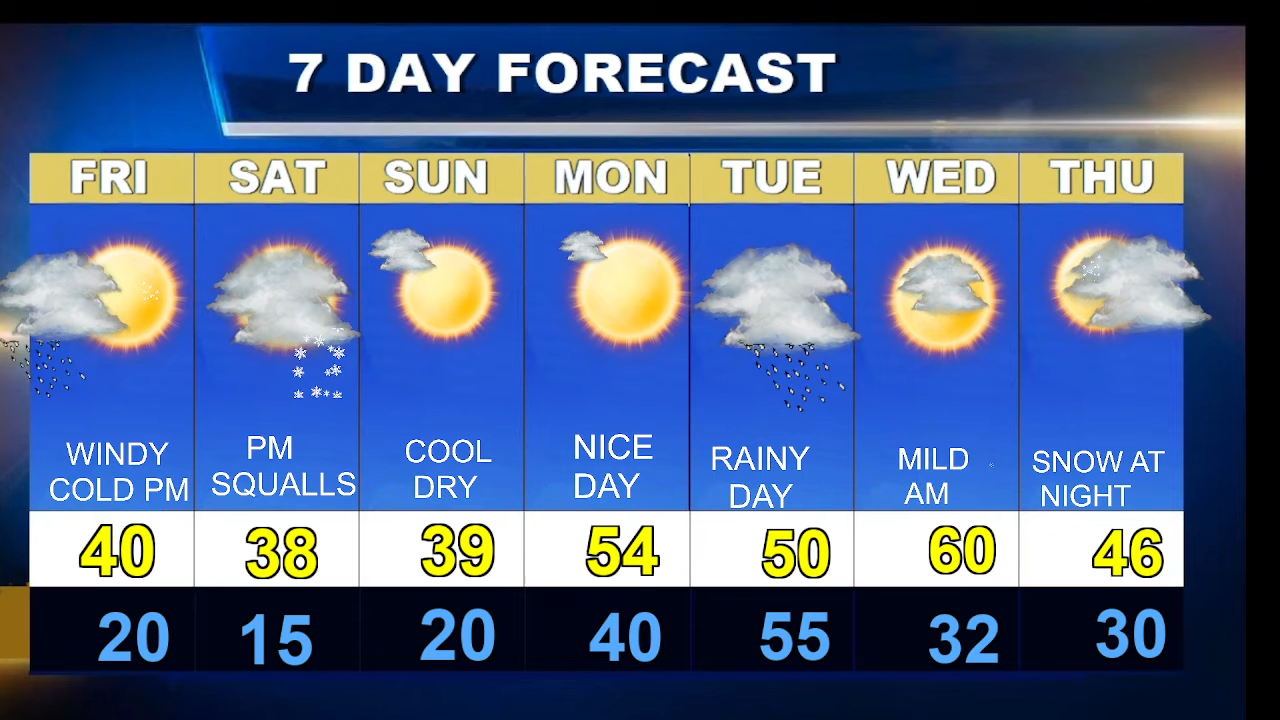 7 DAY FORECAST
FRI SAT SUN MON TUE WED THU
WINDY
COLD PM
PM
SQUALLS
COOL
DRY
NICE
DAY
RAINY
DAY
MILD
AM
SNOW AT
NIGHT
40 38 39 54 50 60 46
20 15 20 40 55 32 30